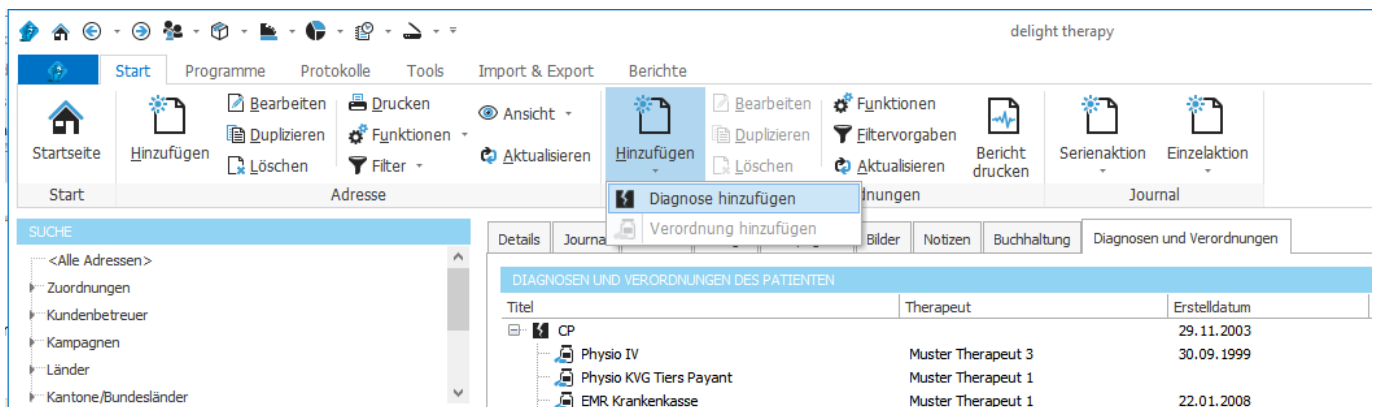 delight therapy
Start Programme Protokolle Tools Import & Export Berichte
Startseite
Hinzufügen
Bearbeiten
Duplizieren
Löschen
Drucken
Funktionen
Filter
Ansicht
Aktualisieren
Hinzufügen
Bearbeiten
Duplizieren
Löschen
Funktionen
Filtervorgaben
Aktualisieren
Bericht
drucken
Serienaktion
Einzelaktion
Start Adresse dnungen Journal
Diagnose hinzufügen
Verordnung hinzufügen
SUCHE
<Alle Adressen>
Zuordnungen
Kundenbetreuer
Kampagnen
Länder
Kantone/Bundesländer
Details Journa Bilder Notizen Buchhaltung Diagnosen und Verordnungen
DIAGNOSEN UND VERORDNUNGEN DES PATIENTEN
Titel Therapeut Erstelldatum
CP 29.11.2003
Physio IV Muster Therapeut 3 30.09.1999
Physio KVG Tiers Payant Muster Therapeut 1
EMR Krankenkasse Muster Therapeut 1 22.01.2008